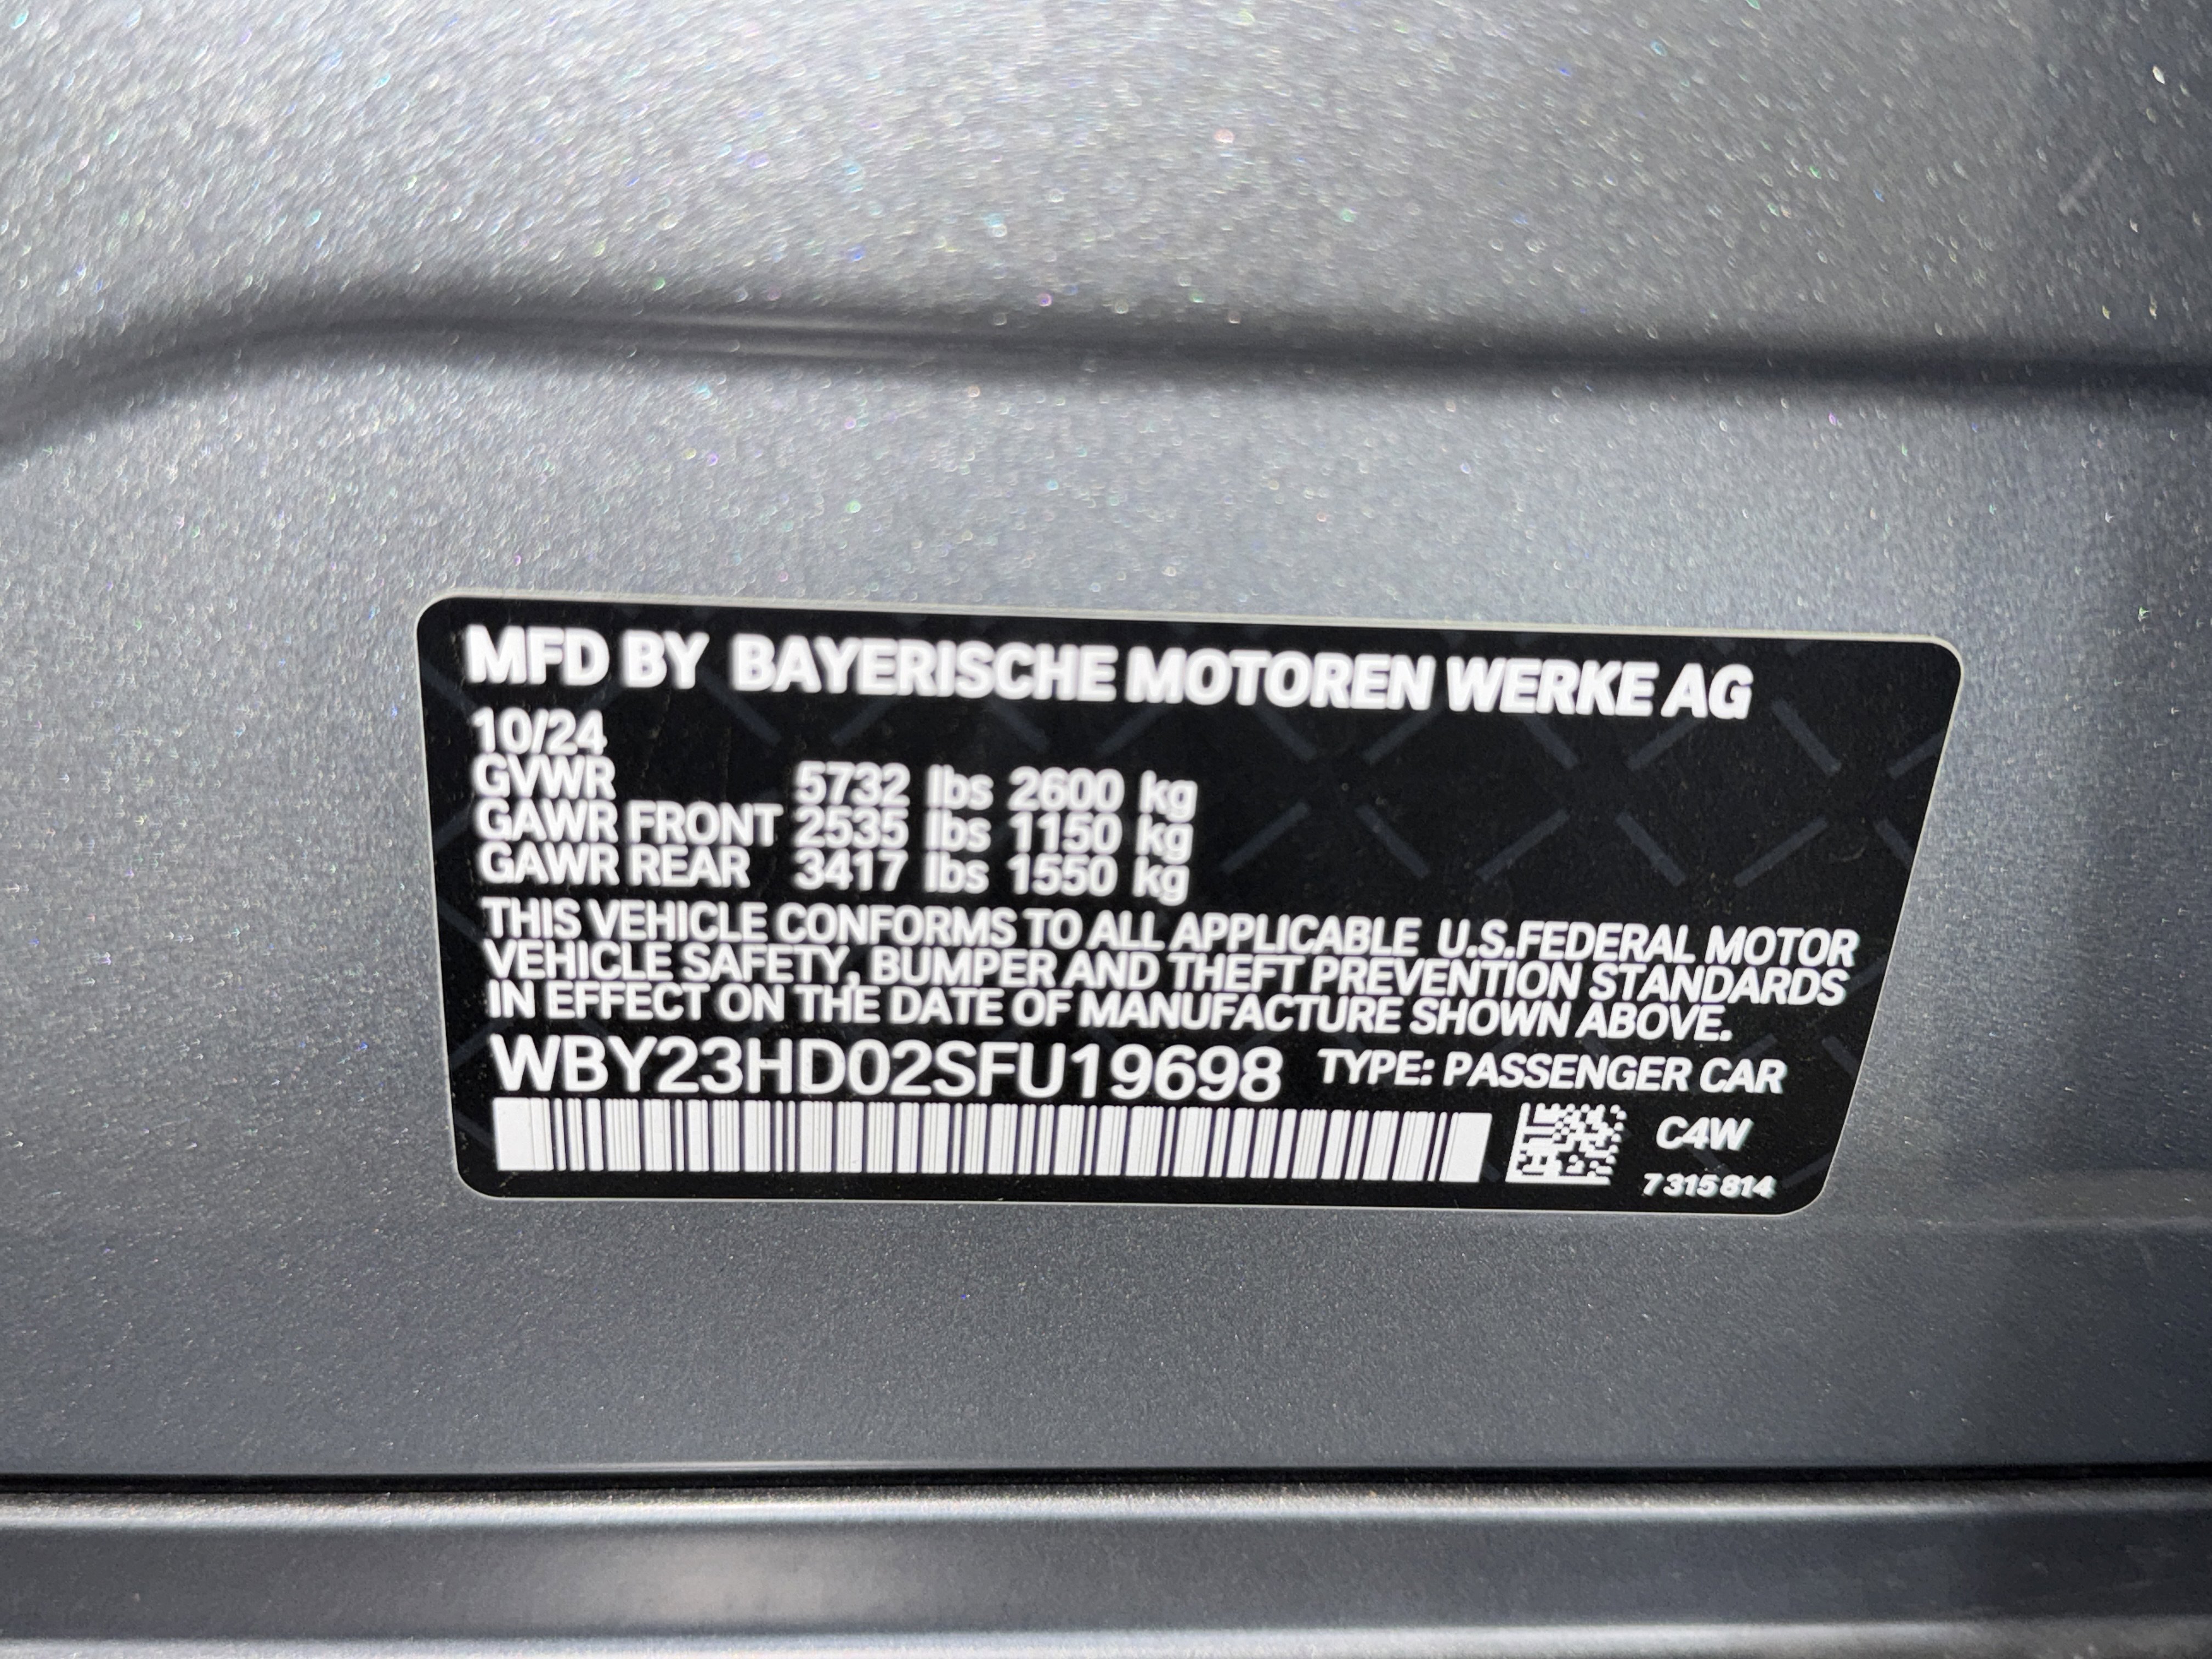 MFD BY BAYERISCHE MOTOREN WERKE AG
10/24
GVWR 5732 lbs 2600 kg
GAWR FRONT 2535 lbs 1150 kg
GAWR REAR 3417 lbs 1550 kg
THIS VEHICLE CONFORMS TO ALL APPLICABLE U.S.FEDERAL MOTOR
VEHICLE SAFETY, BUMPER AND THEFT PREVENTION STANDARDS
IN EFFECT ON THE DATE OF MANUFACTURE SHOWN ABOVE.
WBY23HD02SFU19698 TYPE: PASSENGER CAR
C4W
7 315 814